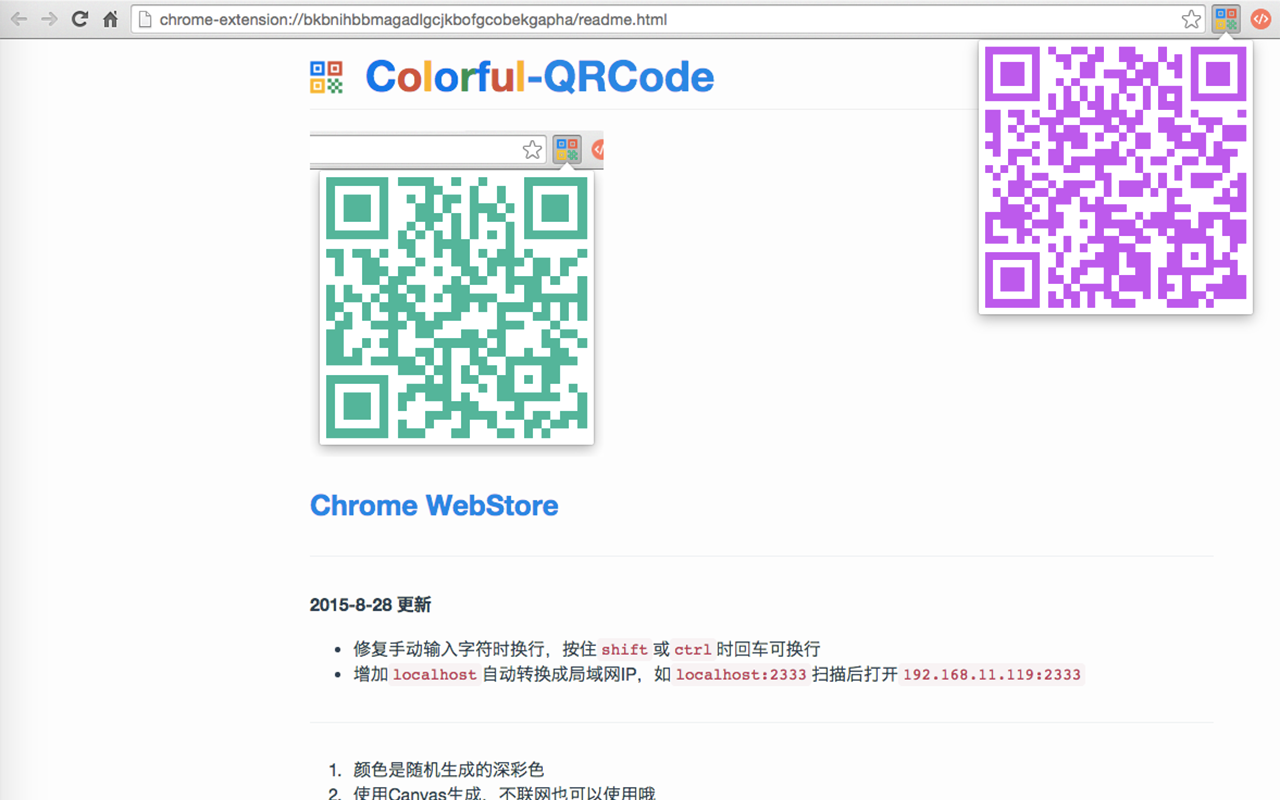 chrome-extension://bkbnihbbmagadlgcjkbofgcobekgapha/readme.html
Colorful-QRCode
Chrome WebStore
2015-8-28 更新
• 修复手动输入字符时换行，按住 shift 或 ctrl 时回车可换行
• 增加 localhost 自动转换成局域网IP，如 localhost:2333 扫描后打开 192.168.11.119:2333
1. 颜色是随机生成的深彩色
2. 使用Canvas生成，不联网也可以使用哦